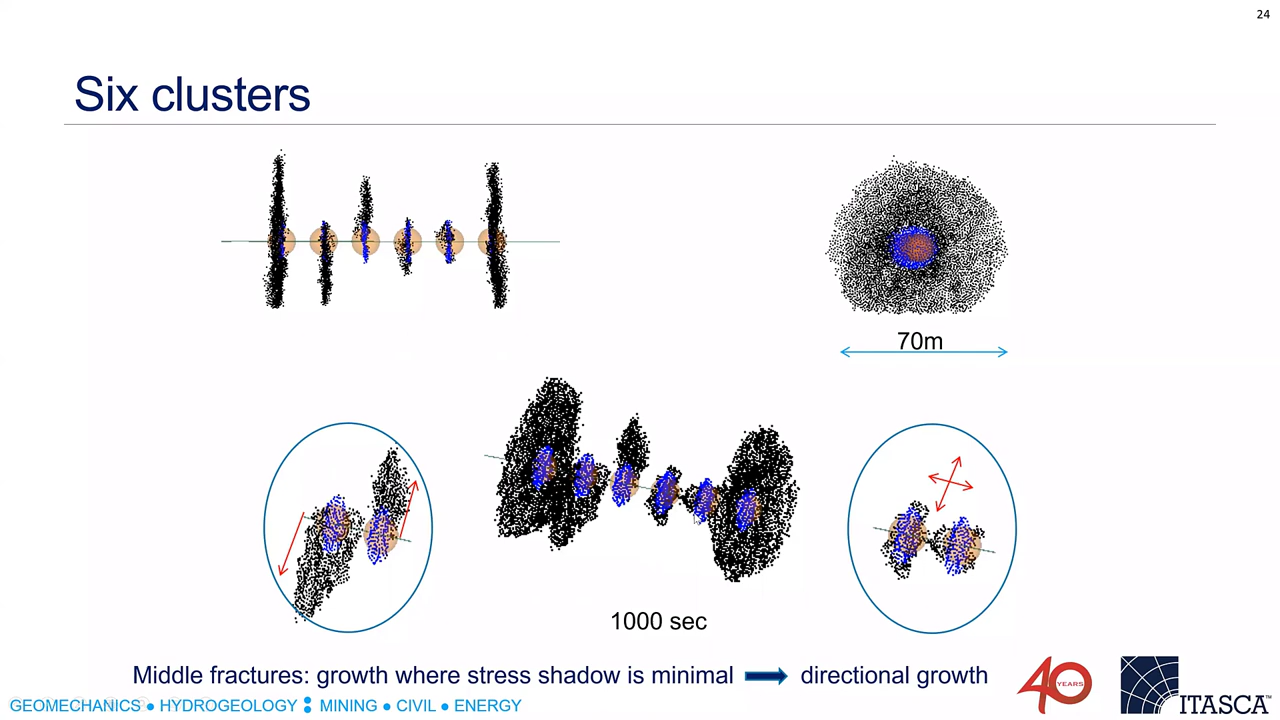 24
Six clusters
70m
1000 sec
Middle fractures: growth where stress shadow is minimal directional growth
40 YEARS
ITASCA™
GEOMECHANICS ● HYDROGEOLOGY ● MINING ● CIVIL ● ENERGY